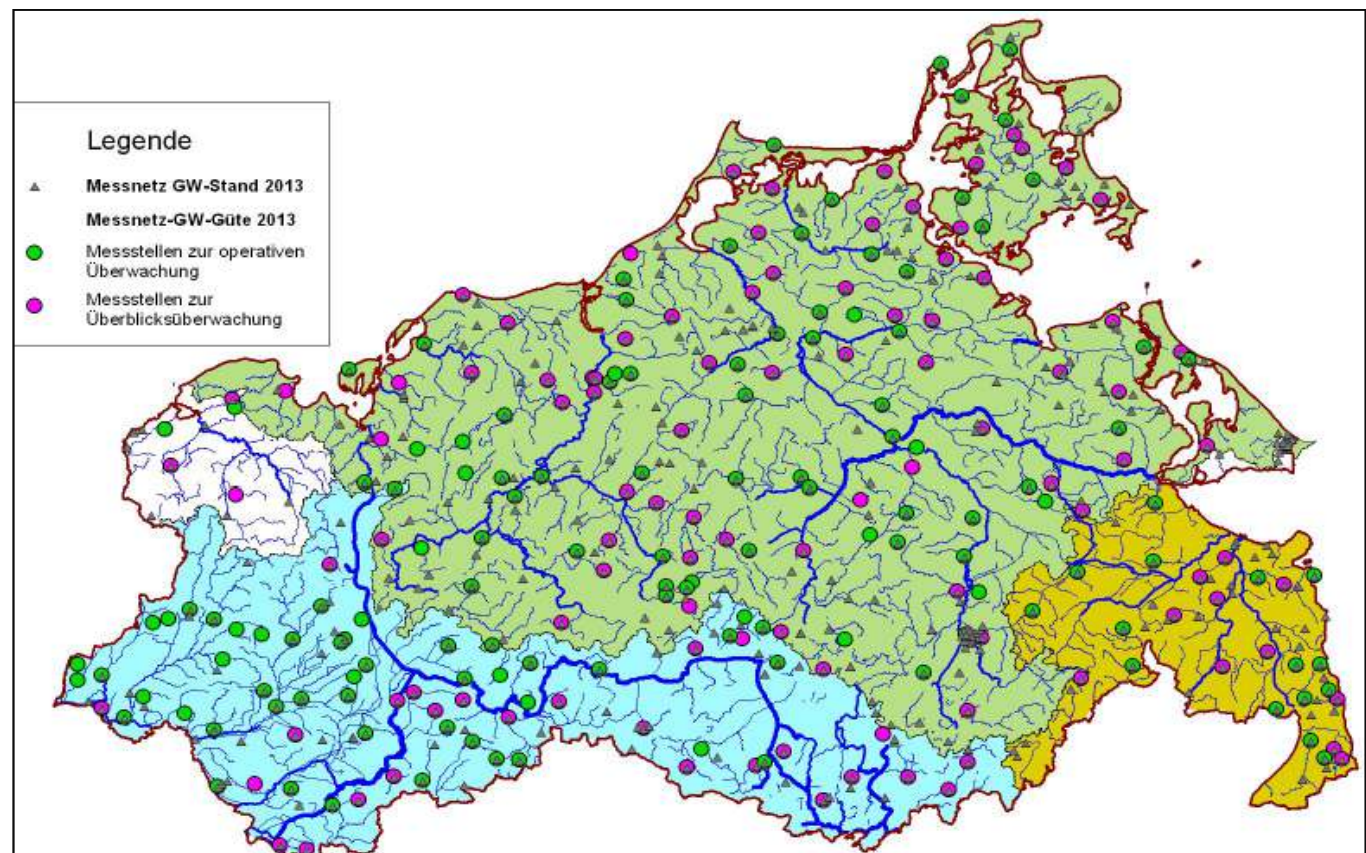 Legende
Messnetz GW-Stand 2013
Messnetz-GW-Güte 2013
Messstellen zur operativen
Überwachung
Messstellen zur
Überblicksüberwachung